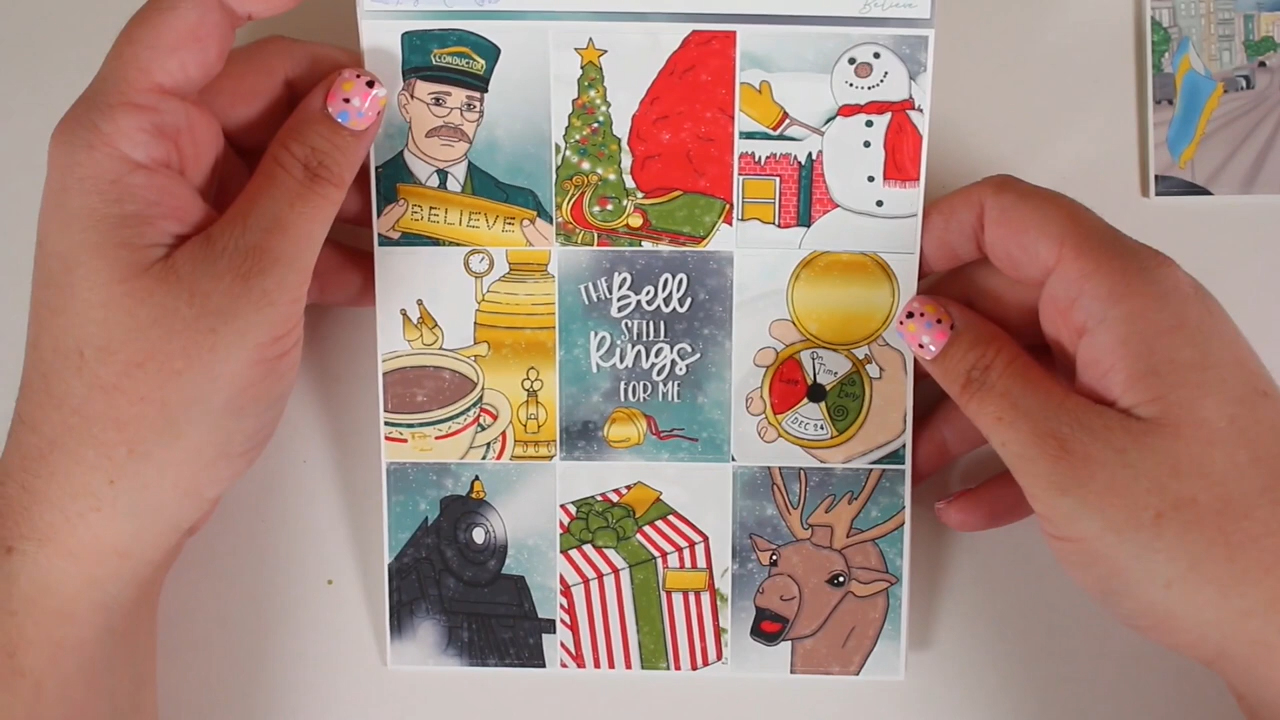 Believe
CONDUCTOR
BELIEVE
THE Bell
STILL
Rings
FOR ME
On
Time
Late
Early
DEC 24